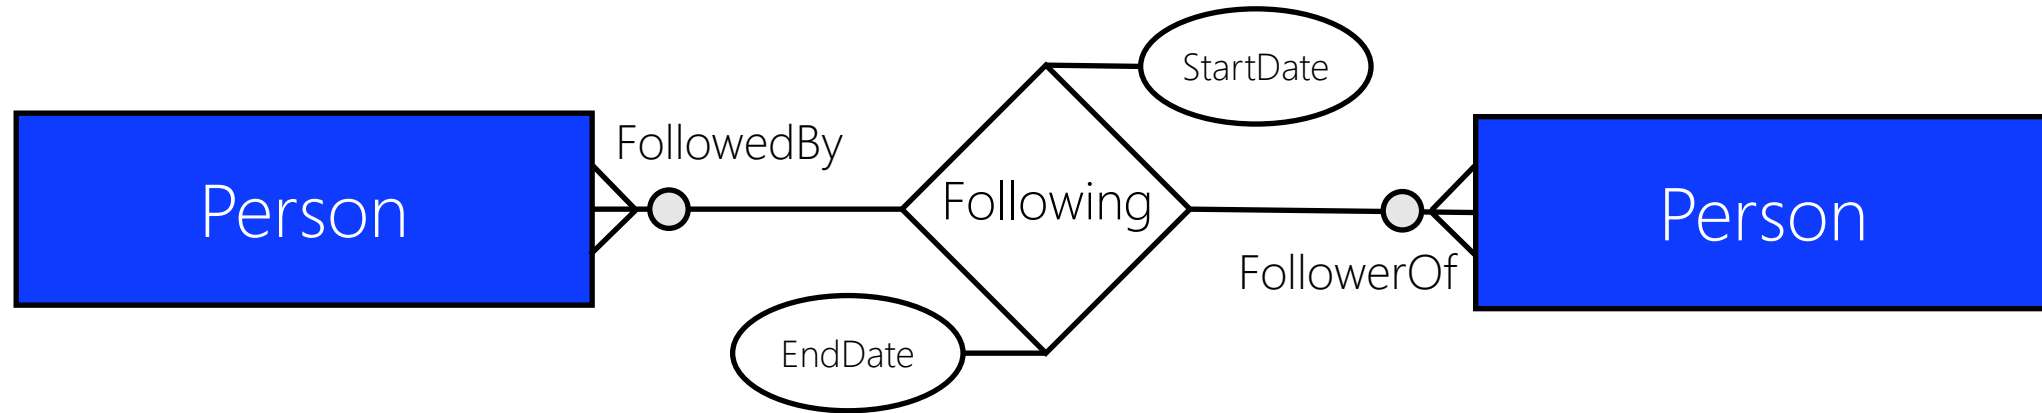 StartDate
FollowedBy
Person
Following
Person
FollowerOf
EndDate